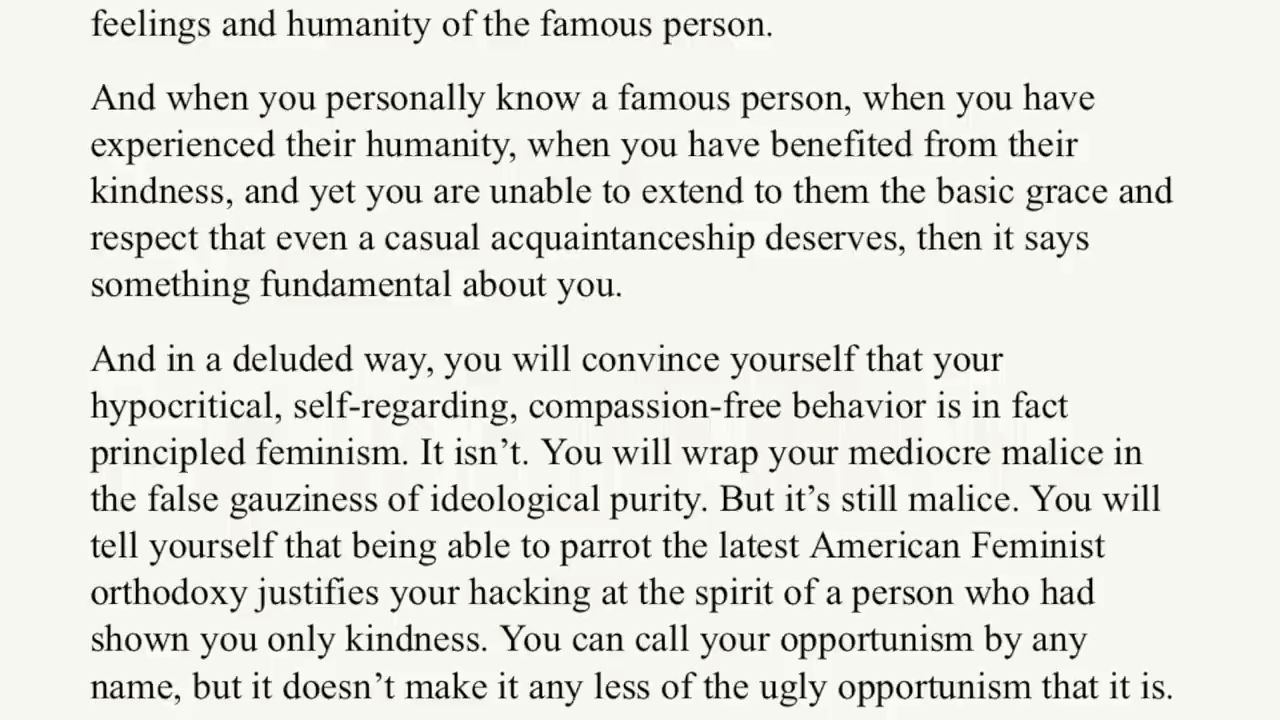 feelings and humanity of the famous person.
And when you personally know a famous person, when you have
experienced their humanity, when you have benefited from their
kindness, and yet you are unable to extend to them the basic grace and
respect that even a casual acquaintanceship deserves, then it says
something fundamental about you.
And in a deluded way, you will convince yourself that your
hypocritical, self-regarding, compassion-free behavior is in fact
principled feminism. It isn’t. You will wrap your mediocre malice in
the false gauziness of ideological purity. But it’s still malice. You will
tell yourself that being able to parrot the latest American Feminist
orthodoxy justifies your hacking at the spirit of a person who had
shown you only kindness. You can call your opportunism by any
name, but it doesn’t make it any less of the ugly opportunism that it is.